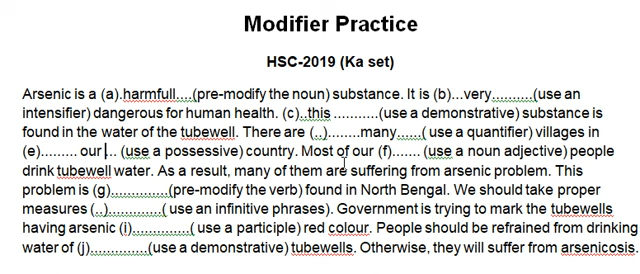 Modifier Practice
HSC-2019 (Ka set)
Arsenic is a (a).harmfull....(pre-modify the noun) substance. It is (b)...very..........(use an
intensifier) dangerous for human health. (c)..this ...........(use a demonstrative) substance is
found in the water of the tubewell. There are (..)........many......( use a quantifier) villages in
(e)......... our... (use a possessive) country. Most of our (f)....... (use a noun adjective) people
drink tubewell water. As a result, many of them are suffering from arsenic problem. This
problem is (g)..............(pre-modify the verb) found in North Bengal. We should take proper
measures (..).............( use an infinitive phrases). Government is trying to mark the tubewells
having arsenic (i)..............( use a participle) red colour. People should be refrained from drinking
water of (j)..............(use a demonstrative) tubewells. Otherwise, they will suffer from arsenicosis.